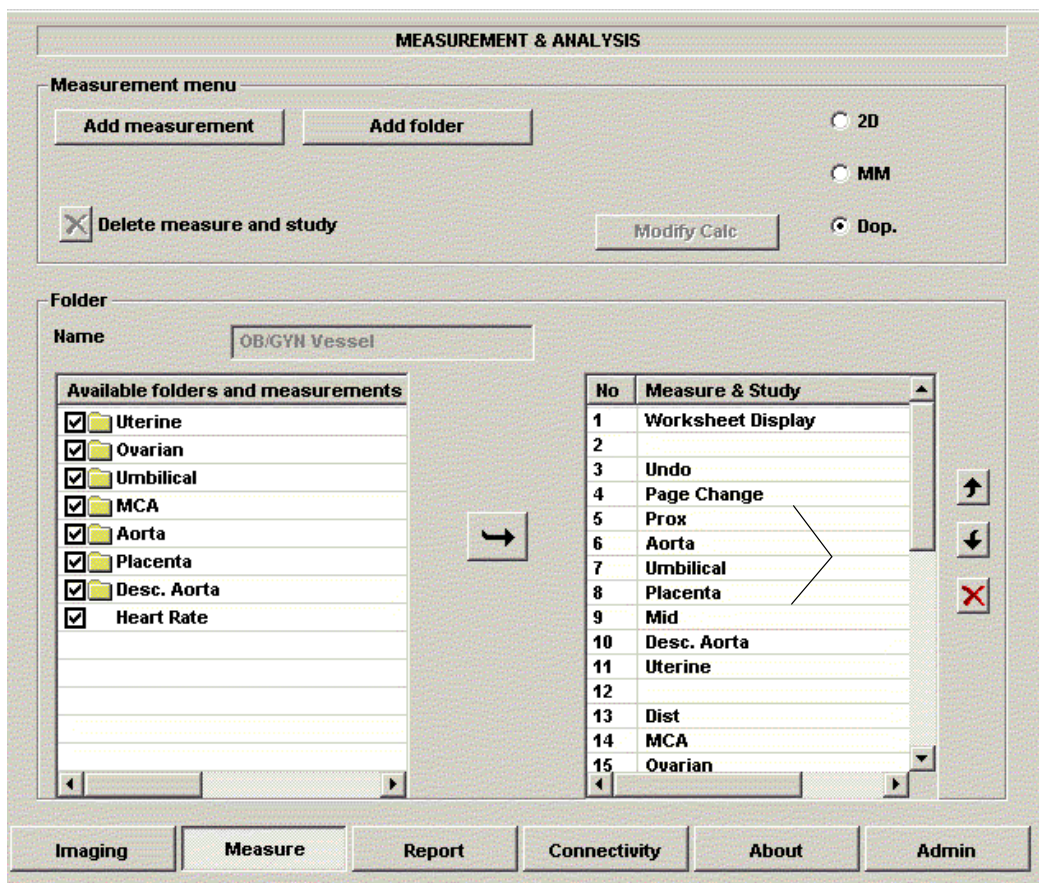 MEASUREMENT & ANALYSIS
Measurement menu
Add measurement
Add folder
2D
MM
Delete measure and study
Modify Calc
Dop.
Folder
Name
OB/GYN Vessel
Available folders and measurements
Uterine
Ovarian
Umbilical
MCA
Aorta
Placenta
Desc. Aorta
Heart Rate
No Measure & Study
1 Worksheet Display
2
3 Undo
4 Page Change
5 Prox
6 Aorta
7 Umbilical
8 Placenta
9 Mid
10 Desc. Aorta
11 Uterine
12
13 Dist
14 MCA
15 Ovarian
Imaging Measure Report Connectivity About Admin